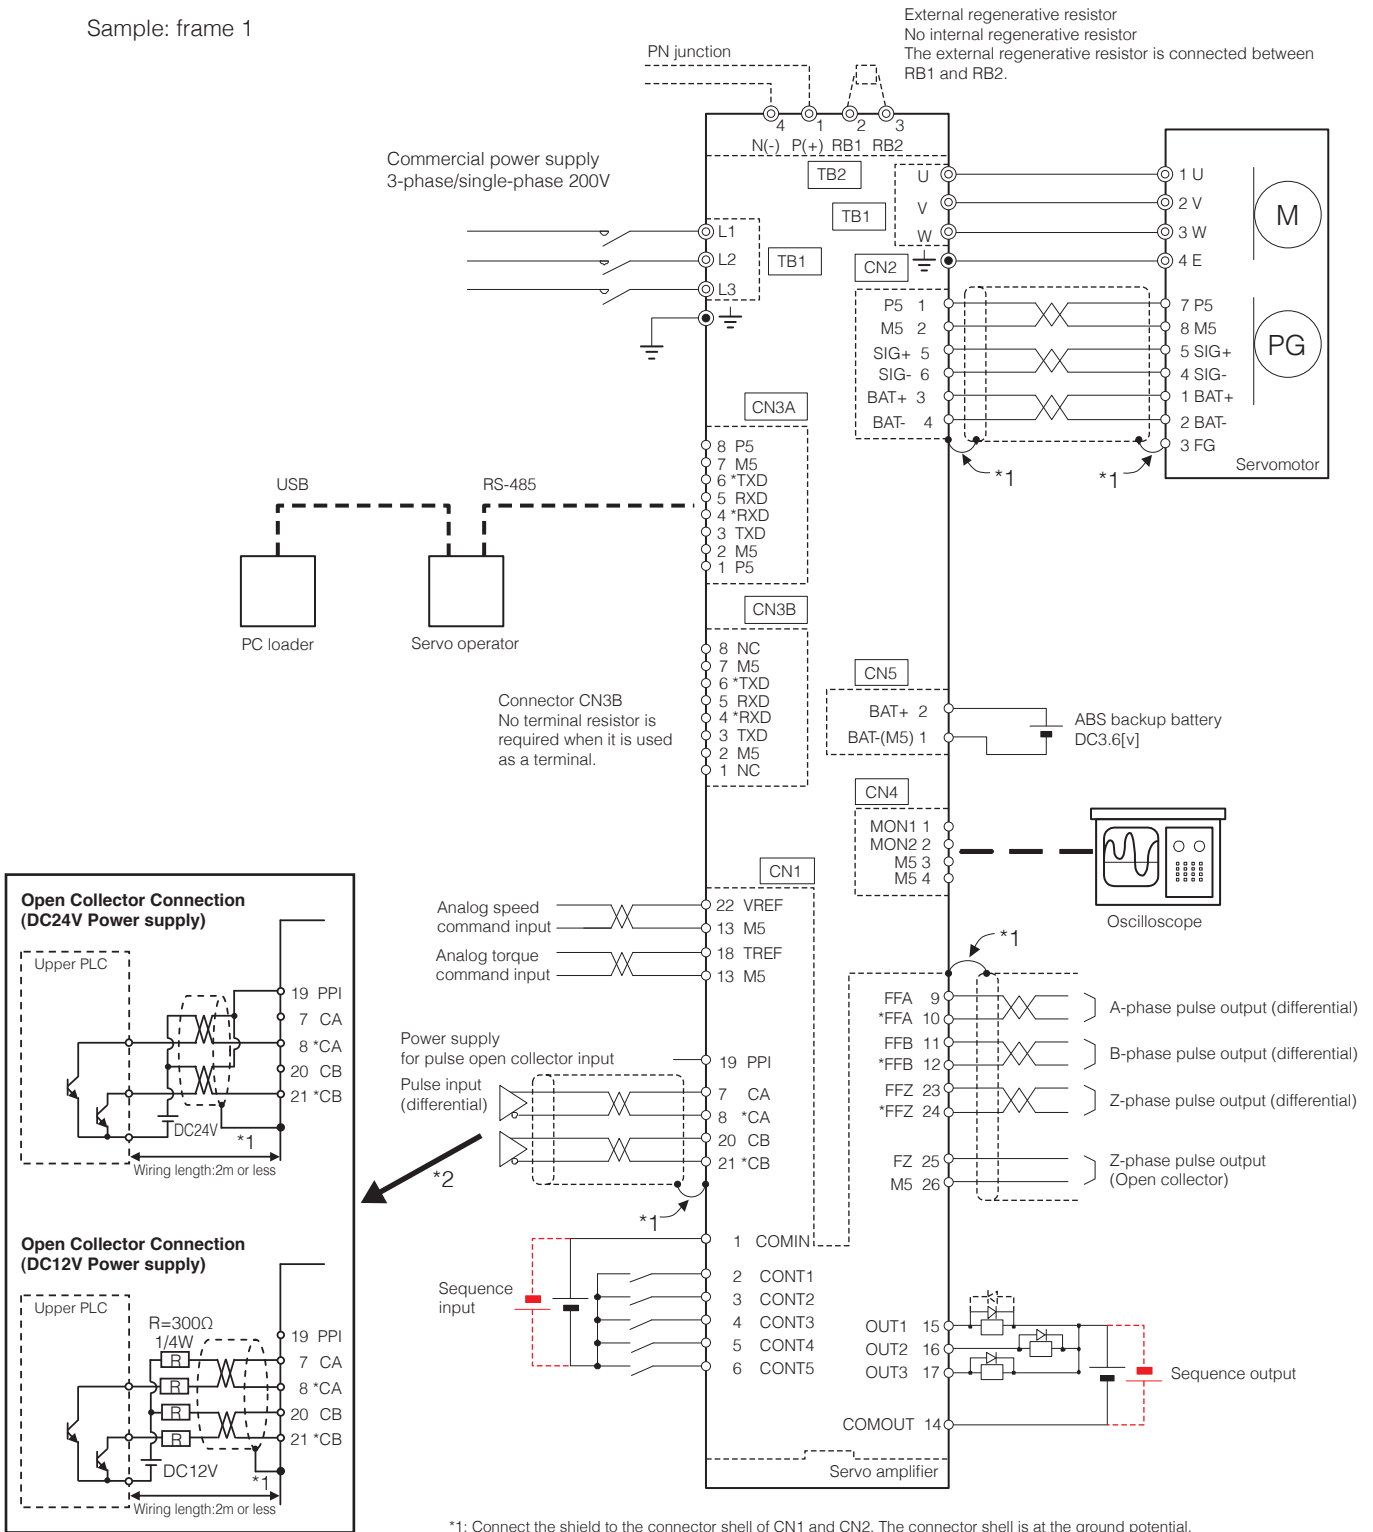 Sample: frame 1
External regenerative resistor
No internal regenerative resistor
The external regenerative resistor is connected between
RB1 and RB2.
PN junction
4 1 2 3
N(-) P(+) RB1 RB2
TB2
Commercial power supply
3-phase/single-phase 200V
L1
L2
L3
TB1
TB1
U
V
W
1 U
2 V
3 W
4 E
M
CN2
P5 1
M5 2
SIG+ 5
SIG- 6
BAT+ 3
BAT- 4
7 P5
8 M5
5 SIG+
4 SIG-
1 BAT+
2 BAT-
3 FG
PG
Servomotor
*1
*1
CN3A
8 P5
7 M5
6 *TXD
5 RXD
4 *RXD
3 TXD
2 M5
1 P5
USB
RS-485
PC loader
Servo operator
CN3B
8 NC
7 M5
6 *TXD
5 RXD
4 *RXD
3 TXD
2 M5
1 NC
Connector CN3B
No terminal resistor is
required when it is used
as a terminal.
CN5
BAT+ 2
BAT-(M5) 1
ABS backup battery
DC3.6[v]
CN4
MON1 1
MON2 2
M5 3
M5 4
Oscilloscope
CN1
Analog speed
command input
22 VREF
13 M5
Analog torque
command input
18 TREF
13 M5
Power supply
for pulse open collector input
19 PPI
Pulse input
(differential)
7 CA
8 *CA
20 CB
21 *CB
*2
*1
1 COMIN
2 CONT1
3 CONT2
4 CONT3
5 CONT4
6 CONT5
Sequence
input
*1
FFA 9
*FFA 10
FFB 11
*FFB 12
FFZ 23
*FFZ 24
FZ 25
M5 26
A-phase pulse output (differential)
B-phase pulse output (differential)
Z-phase pulse output (differential)
Z-phase pulse output
(Open collector)
OUT1 15
OUT2 16
OUT3 17
COMOUT 14
Sequence output
Servo amplifier
Open Collector Connection
(DC24V Power supply)
Upper PLC
19 PPI
7 CA
8 *CA
20 CB
21 *CB
DC24V
*1
Wiring length:2m or less
Open Collector Connection
(DC12V Power supply)
Upper PLC
R=300Ω
1/4W
R
R
R
R
19 PPI
7 CA
8 *CA
20 CB
21 *CB
DC12V
*1
Wiring length:2m or less
*1: Connect the shield to the connector shell of CN1 and CN2. The connector shell is at the ground potential.